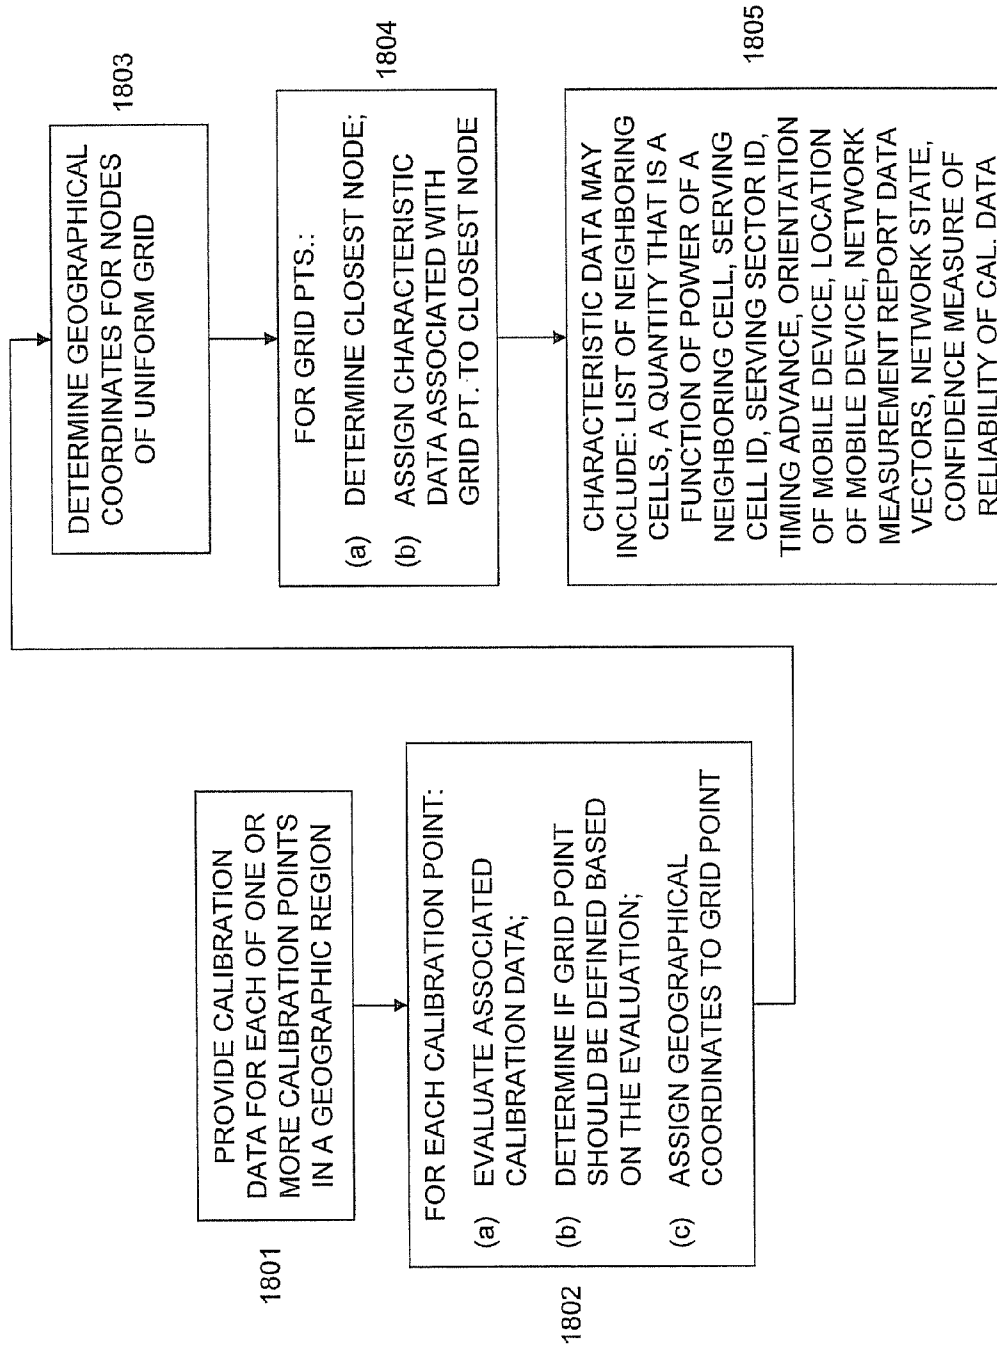 PROVIDE CALIBRATION
DATA FOR EACH OF ONE OR
MORE CALIBRATION POINTS
IN A GEOGRAPHIC REGION
1801
FOR EACH CALIBRATION POINT:
(a) EVALUATE ASSOCIATED
CALIBRATION DATA;
(b) DETERMINE IF GRID POINT
SHOULD BE DEFINED BASED
ON THE EVALUATION;
(c) ASSIGN GEOGRAPHICAL
COORDINATES TO GRID POINT
1802
DETERMINE GEOGRAPHICAL
COORDINATES FOR NODES
OF UNIFORM GRID
1803
FOR GRID PTS.:
(a) DETERMINE CLOSEST NODE;
(b) ASSIGN CHARACTERISTIC
DATA ASSOCIATED WITH
GRID PT. TO CLOSEST NODE
1804
CHARACTERISTIC DATA MAY
INCLUDE: LIST OF NEIGHBORING
CELLS, A QUANTITY THAT IS A
FUNCTION OF POWER OF A
NEIGHBORING CELL, SERVING
CELL ID, SERVING SECTOR ID,
TIMING ADVANCE, ORIENTATION
OF MOBILE DEVICE, LOCATION
OF MOBILE DEVICE, NETWORK
MEASUREMENT REPORT DATA
VECTORS, NETWORK STATE,
CONFIDENCE MEASURE OF
RELIABILITY OF CAL. DATA
1805